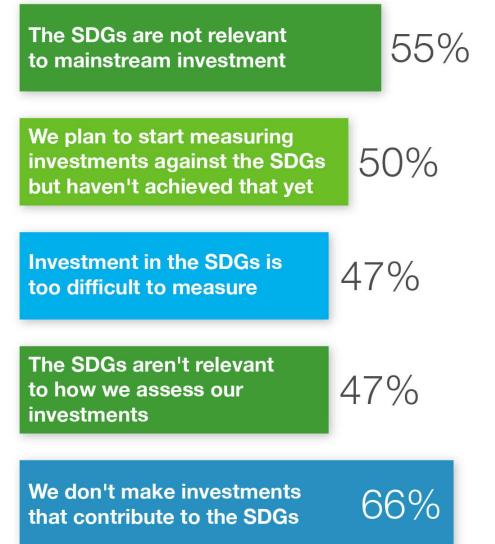 The SDGs are not relevant
to mainstream investment
55%
We plan to start measuring
investments against the SDGs
but haven't achieved that yet
50%
Investment in the SDGs is
too difficult to measure
47%
The SDGs aren't relevant
to how we assess our
investments
47%
We don't make investments
that contribute to the SDGs
66%